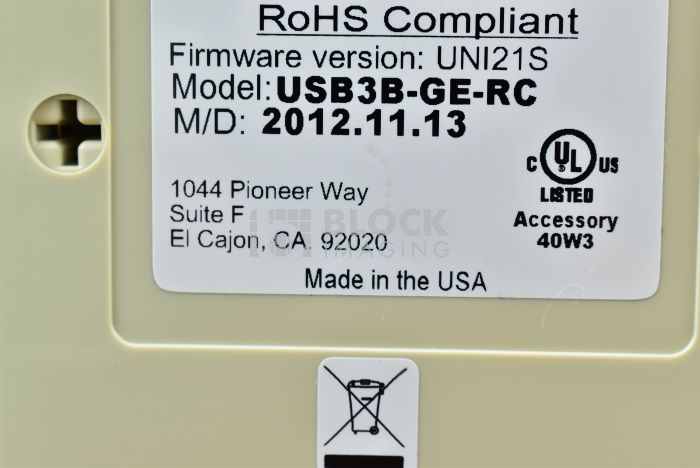 RoHS Compliant
Firmware version: UNI21S
Model: USB3B-GE-RC
M/D: 2012.11.13
C UL US
LISTED
Accessory
40W3
1044 Pioneer Way
Suite F
El Cajon, CA. 92020
BLOCK
IMAGING
Made in the USA